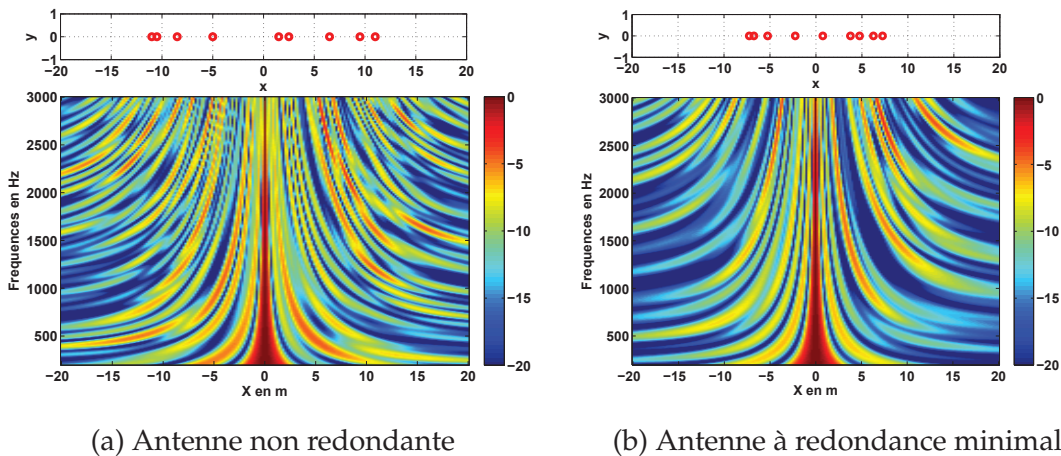 1
0
−1
y
−20 −15 −10 −5 0 5 10 15 20
x
3000
2500
2000
1500
1000
500
Frequences en Hz
−20 −15 −10 −5 0 5 10 15 20
X en m
0
−5
−10
−15
−20
(a) Antenne non redondante
1
0
−1
y
−20 −15 −10 −5 0 5 10 15 20
x
3000
2500
2000
1500
1000
500
Frequences en Hz
−20 −15 −10 −5 0 5 10 15 20
X en m
0
−5
−10
−15
−20
(b) Antenne à redondance minimal